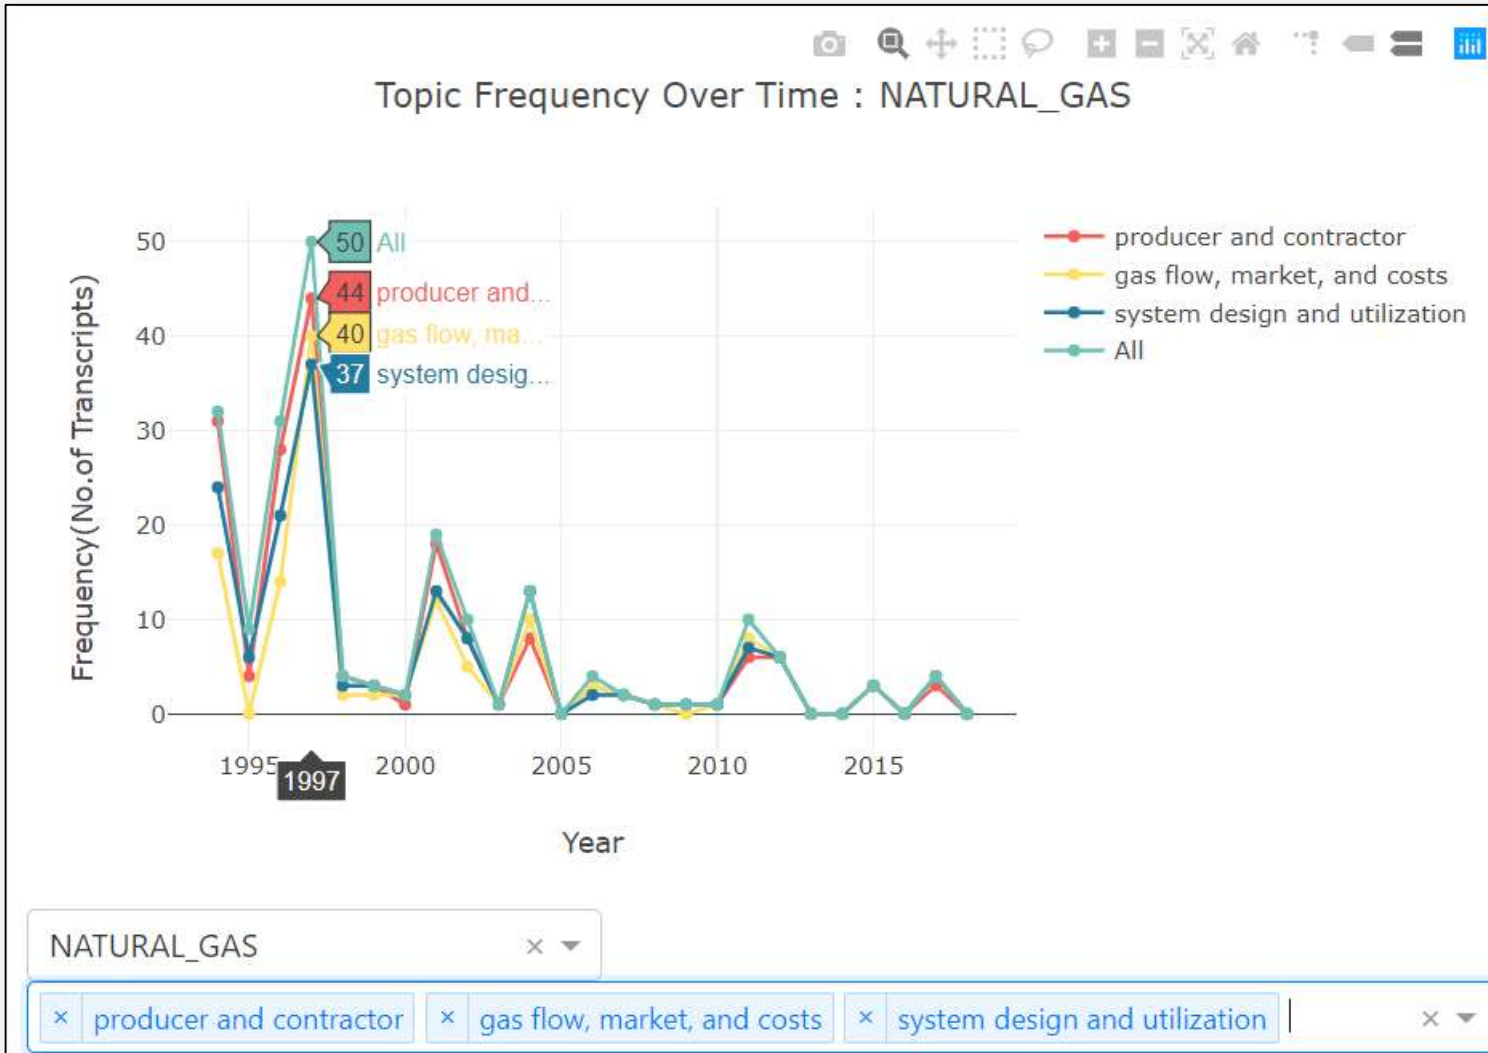 Topic Frequency Over Time : NATURAL_GAS
50 All
44 producer and...
40 gas flow, ma...
37 system desig...
producer and contractor
gas flow, market, and costs
system design and utilization
All
Frequency(No.of Transcripts)
50
40
30
20
10
0
1995 2000 2005 2010 2015
1997
Year
NATURAL_GAS × 
× producer and contractor × gas flow, market, and costs × system design and utilization ×